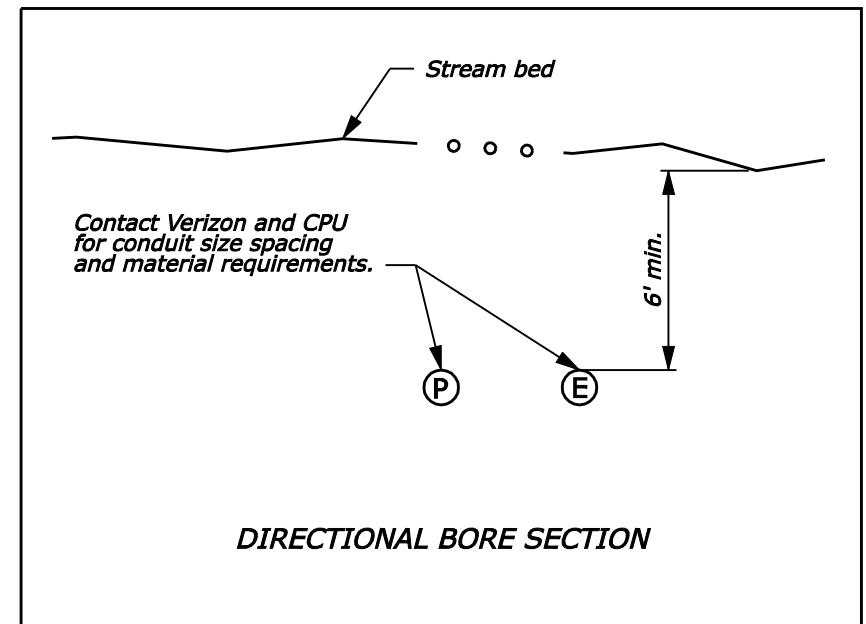 Stream bed
Contact Verizon and CPU
for conduit size spacing
and material requirements.
6' min.
P
E
DIRECTIONAL BORE SECTION